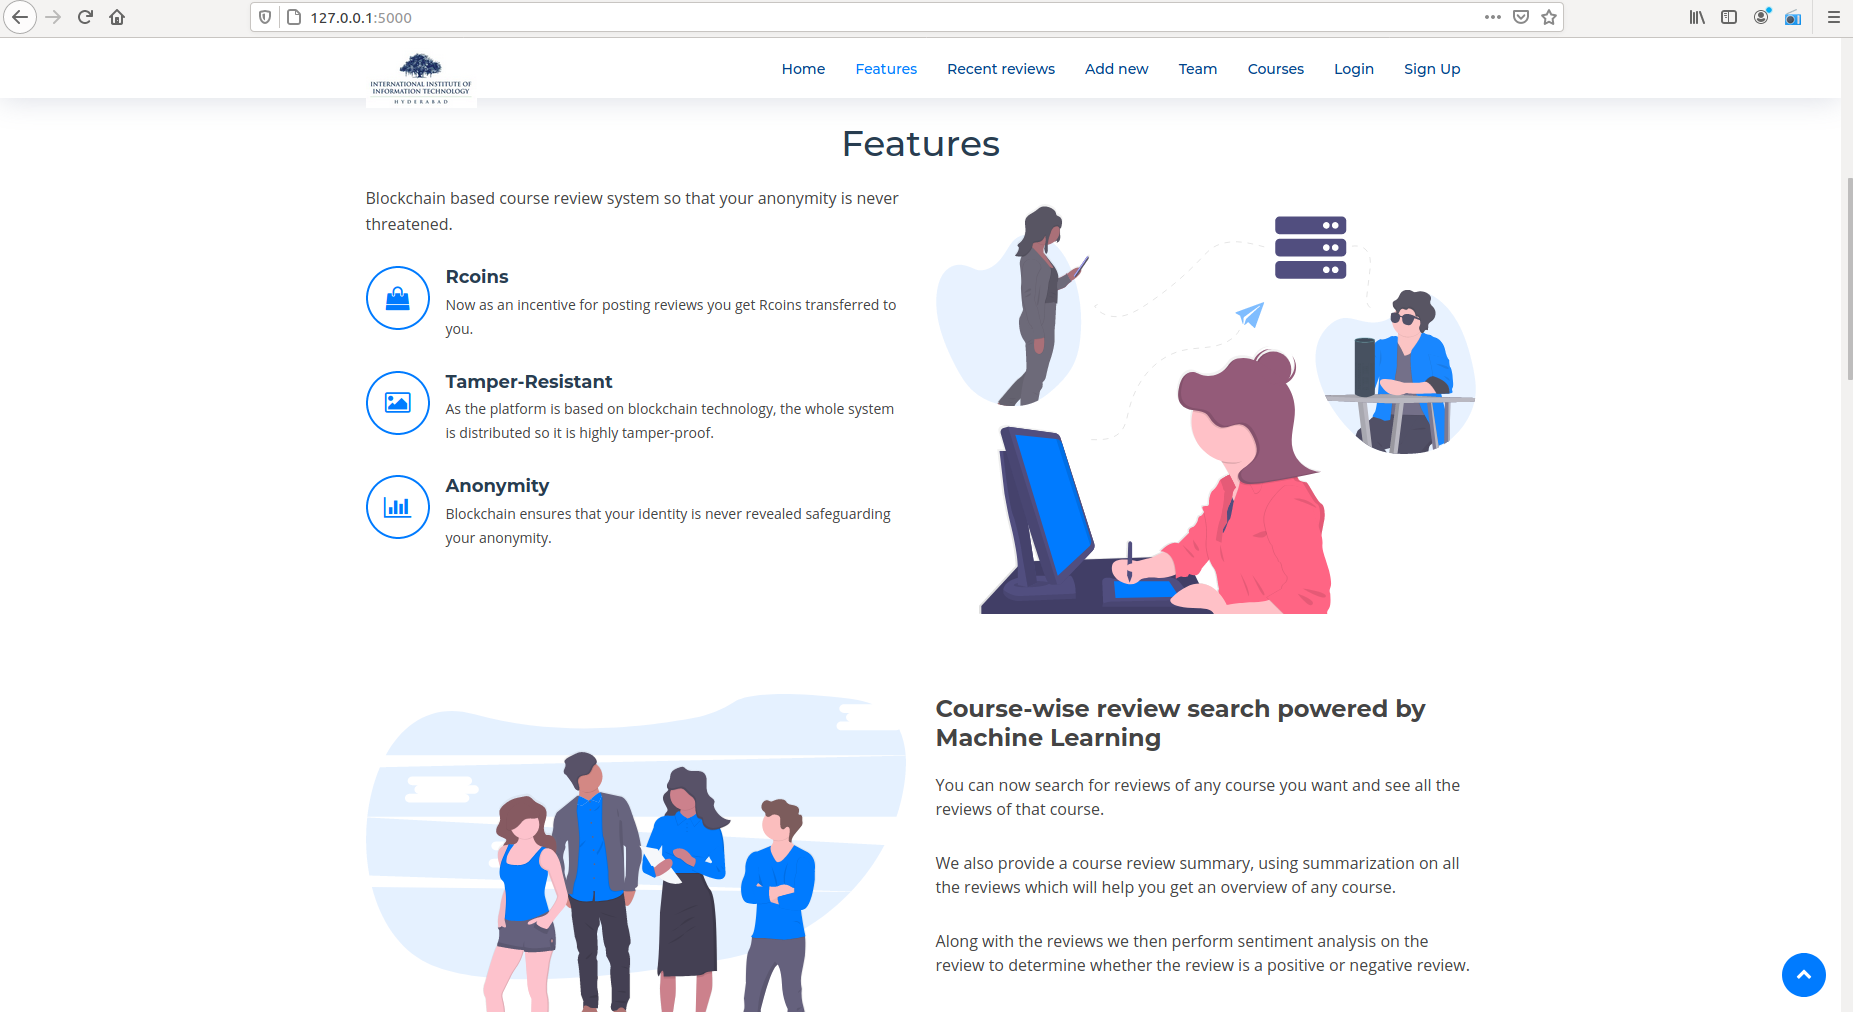 127.0.0.1:5000
INTERNATIONAL INSTITUTE OF
INFORMATION TECHNOLOGY
HYDERABAD
Home
Features
Recent reviews
Add new
Team
Courses
Login
Sign Up
Features
Blockchain based course review system so that your anonymity is never
threatened.
Rcoins
Now as an incentive for posting reviews you get Rcoins transferred to
you.
Tamper-Resistant
As the platform is based on blockchain technology, the whole system
is distributed so it is highly tamper-proof.
Anonymity
Blockchain ensures that your identity is never revealed safeguarding
your anonymity.
Course-wise review search powered by
Machine Learning
You can now search for reviews of any course you want and see all the
reviews of that course.
We also provide a course review summary, using summarization on all
the reviews which will help you get an overview of any course.
Along with the reviews we then perform sentiment analysis on the
review to determine whether the review is a positive or negative review.